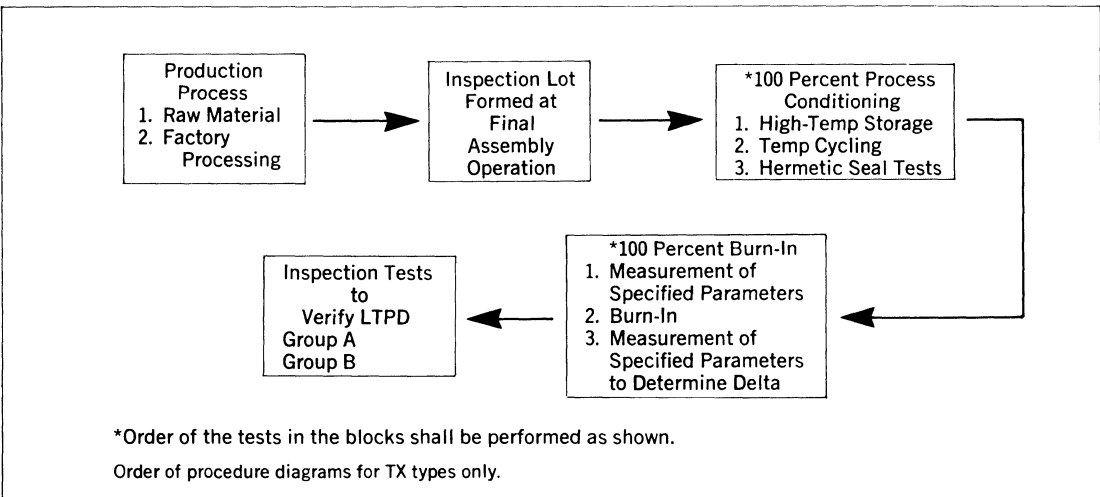 Production
Process
1. Raw Material
2. Factory
Processing
Inspection Lot
Formed at
Final
Assembly
Operation
*100 Percent Process
Conditioning
1. High-Temp Storage
2. Temp Cycling
3. Hermetic Seal Tests
*100 Percent Burn-In
1. Measurement of
Specified Parameters
2. Burn-In
3. Measurement of
Specified Parameters
to Determine Delta
Inspection Tests
to
Verify LTPD
Group A
Group B
*Order of the tests in the blocks shall be performed as shown.
Order of procedure diagrams for TX types only.